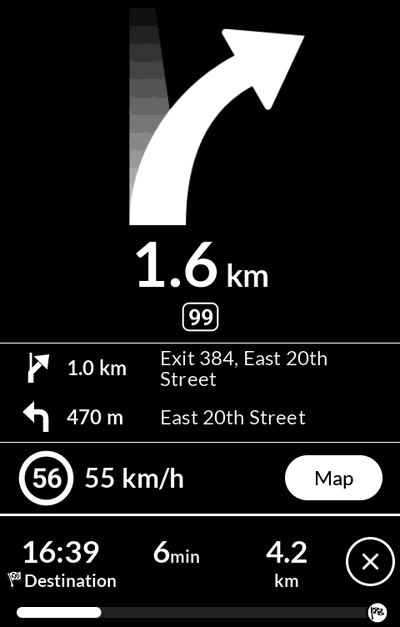 1.6 km
99
1.0 km Exit 384, East 20th
Street
470 m East 20th Street
56 55 km/h Map
16:39 6min 4.2
Destination km